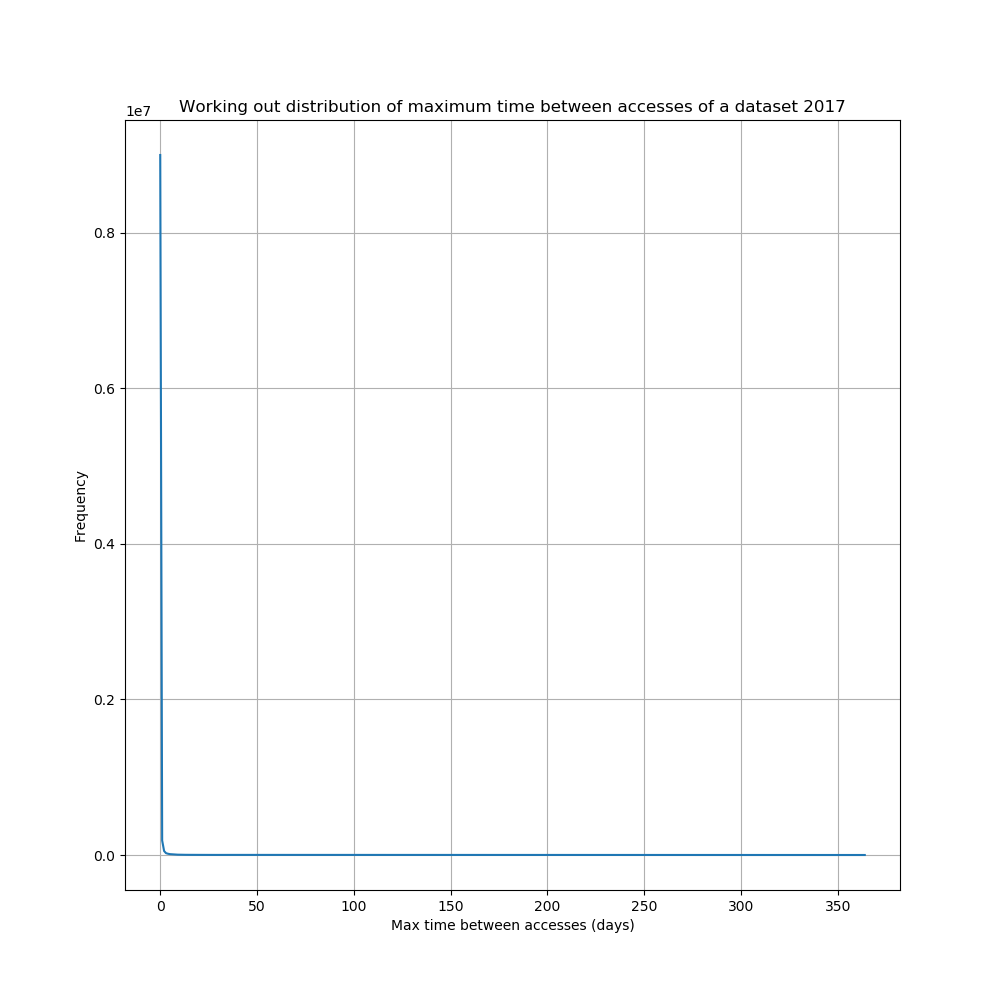 Working out distribution of maximum time between accesses of a dataset 2017
1e7
0.8
0.6
0.4
0.2
0.0
Frequency
0 50 100 150 200 250 300 350
Max time between accesses (days)